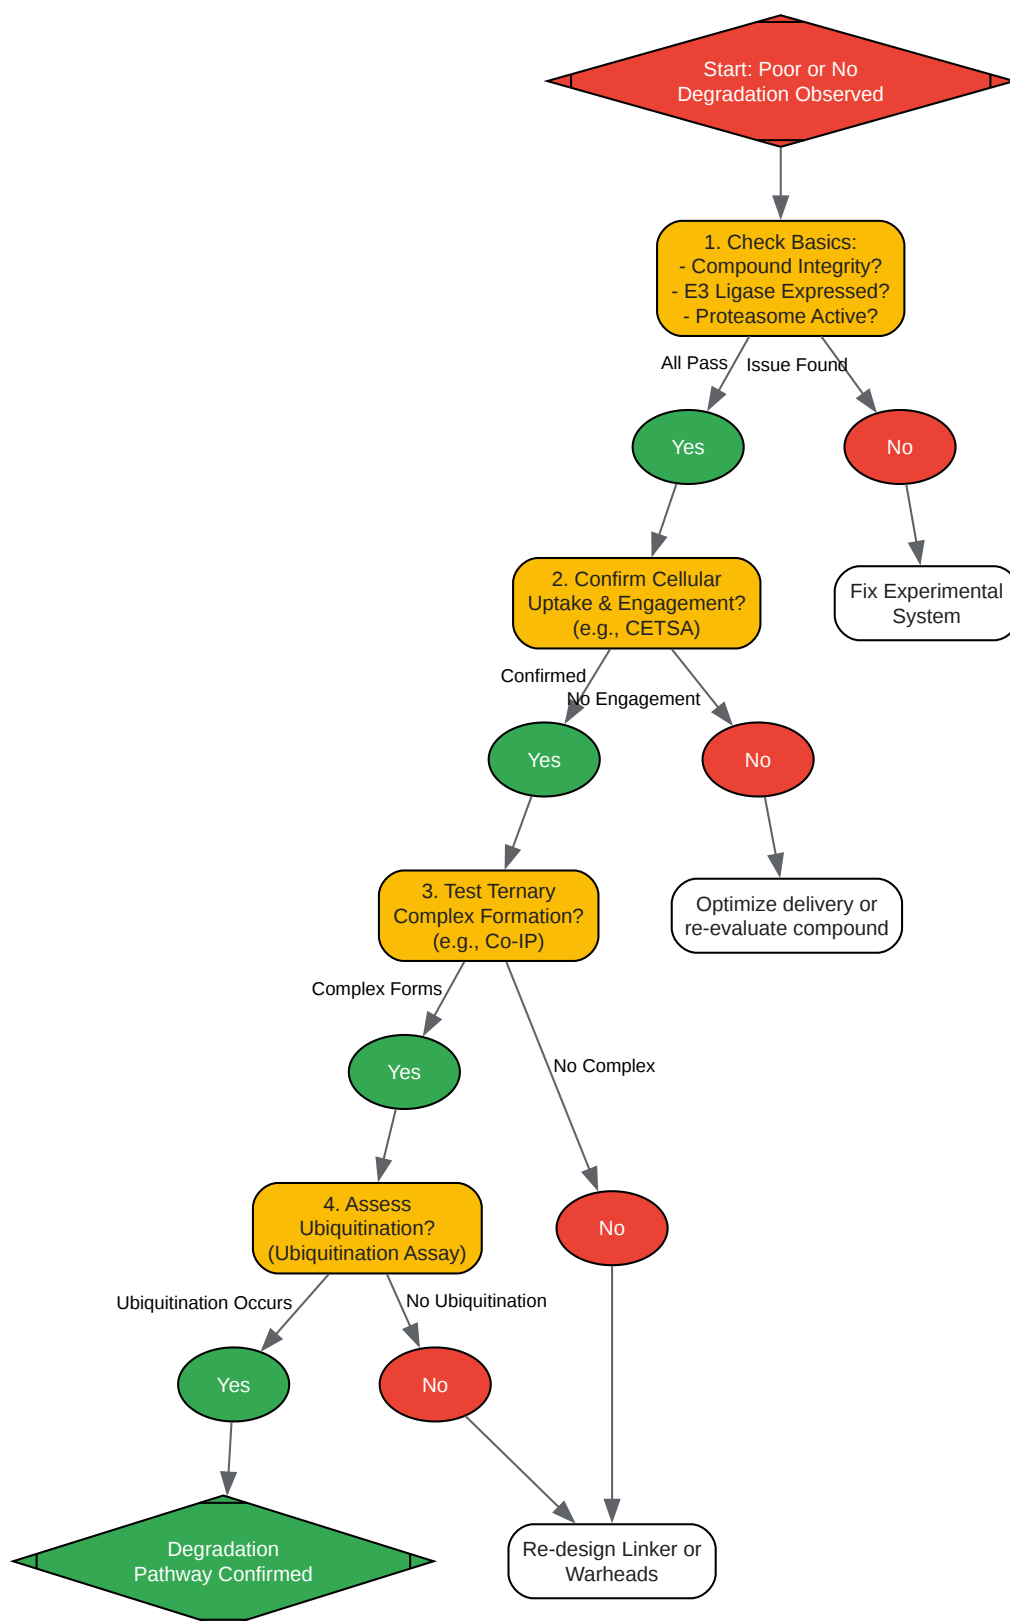 Start: Poor or No
Degradation Observed
1. Check Basics:
- Compound Integrity?
- E3 Ligase Expressed?
- Proteasome Active?
All Pass
Issue Found
Yes
No
2. Confirm Cellular
Uptake & Engagement?
(e.g., CETSA)
Fix Experimental
System
Confirmed
No Engagement
Yes
No
3. Test Ternary
Complex Formation?
(e.g., Co-IP)
Optimize delivery or
re-evaluate compound
Complex Forms
No Complex
Yes
4. Assess
Ubiquitination?
(Ubiquitination Assay)
No
Ubiquitination Occurs
No Ubiquitination
Yes
No
Degradation
Pathway Confirmed
Re-design Linker or
Warheads